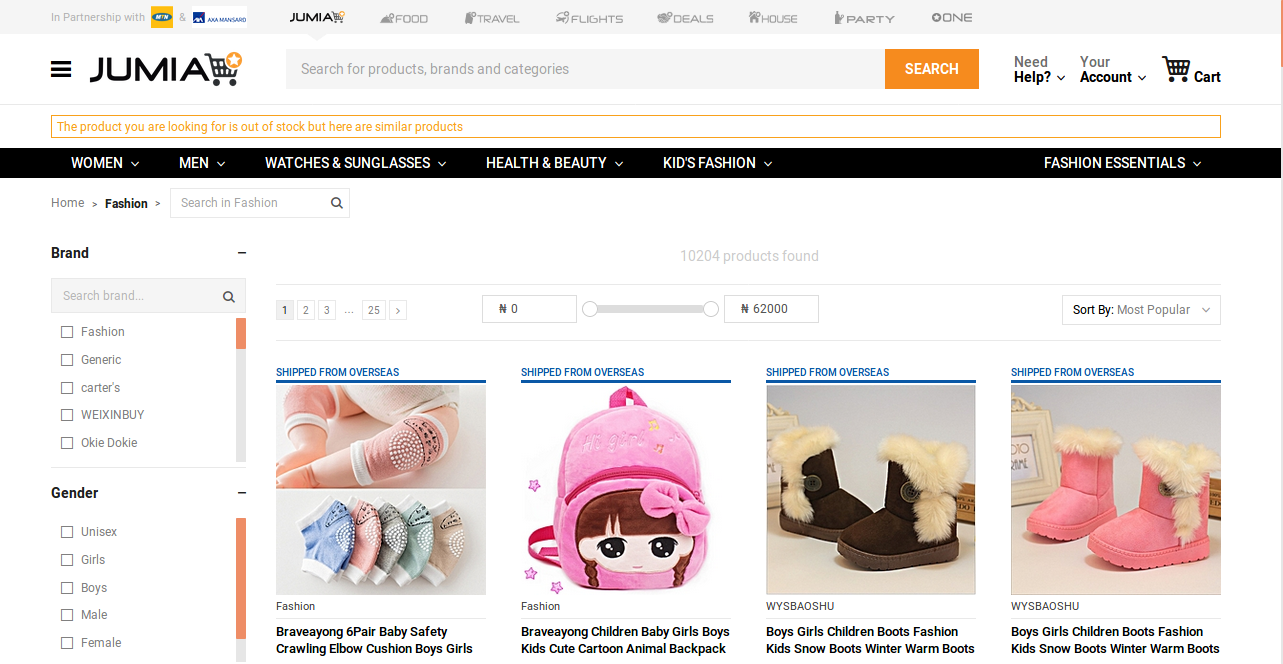 In Partnership with MTN & AXA MANSARD
JUMIA FOOD TRAVEL FLIGHTS DEALS HOUSE PARTY ONE
JUMIA Search for products, brands and categories SEARCH
Need Help? Your Account Cart
The product you are looking for is out of stock but here are similar products
WOMEN MEN WATCHES & SUNGLASSES HEALTH & BEAUTY KID'S FASHION FASHION ESSENTIALS
Home > Fashion > Search in Fashion
Brand
Search brand...
Fashion
Generic
carter's
WEIXINBUY
Okie Dokie
Gender
Unisex
Girls
Boys
Male
Female
10204 products found
1 2 3 ... 25 > ₦ 0 ₦ 62000 Sort By: Most Popular
SHIPPED FROM OVERSEAS
Fashion
Braveayong 6Pair Baby Safety
Crawling Elbow Cushion Boys Girls
SHIPPED FROM OVERSEAS
Hi girl
Fashion
Braveayong Children Baby Girls Boys
Kids Cute Cartoon Animal Backpack
SHIPPED FROM OVERSEAS
WYSBAOSHU
Boys Girls Children Boots Fashion
Kids Snow Boots Winter Warm Boots
SHIPPED FROM OVERSEAS
WYSBAOSHU
Boys Girls Children Boots Fashion
Kids Snow Boots Winter Warm Boots